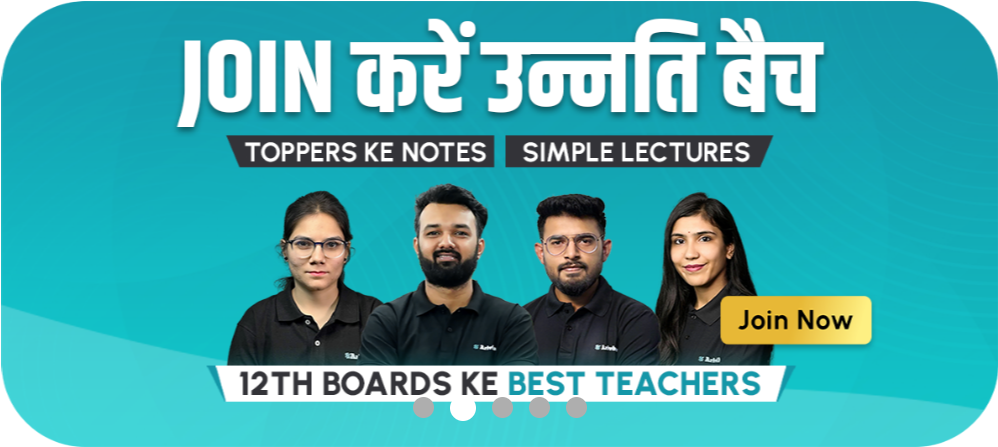 JOIN करें उन्नति बैच
TOPPERS KE NOTES
SIMPLE LECTURES
Join Now
12TH BOARDS KE BEST TEACHERS